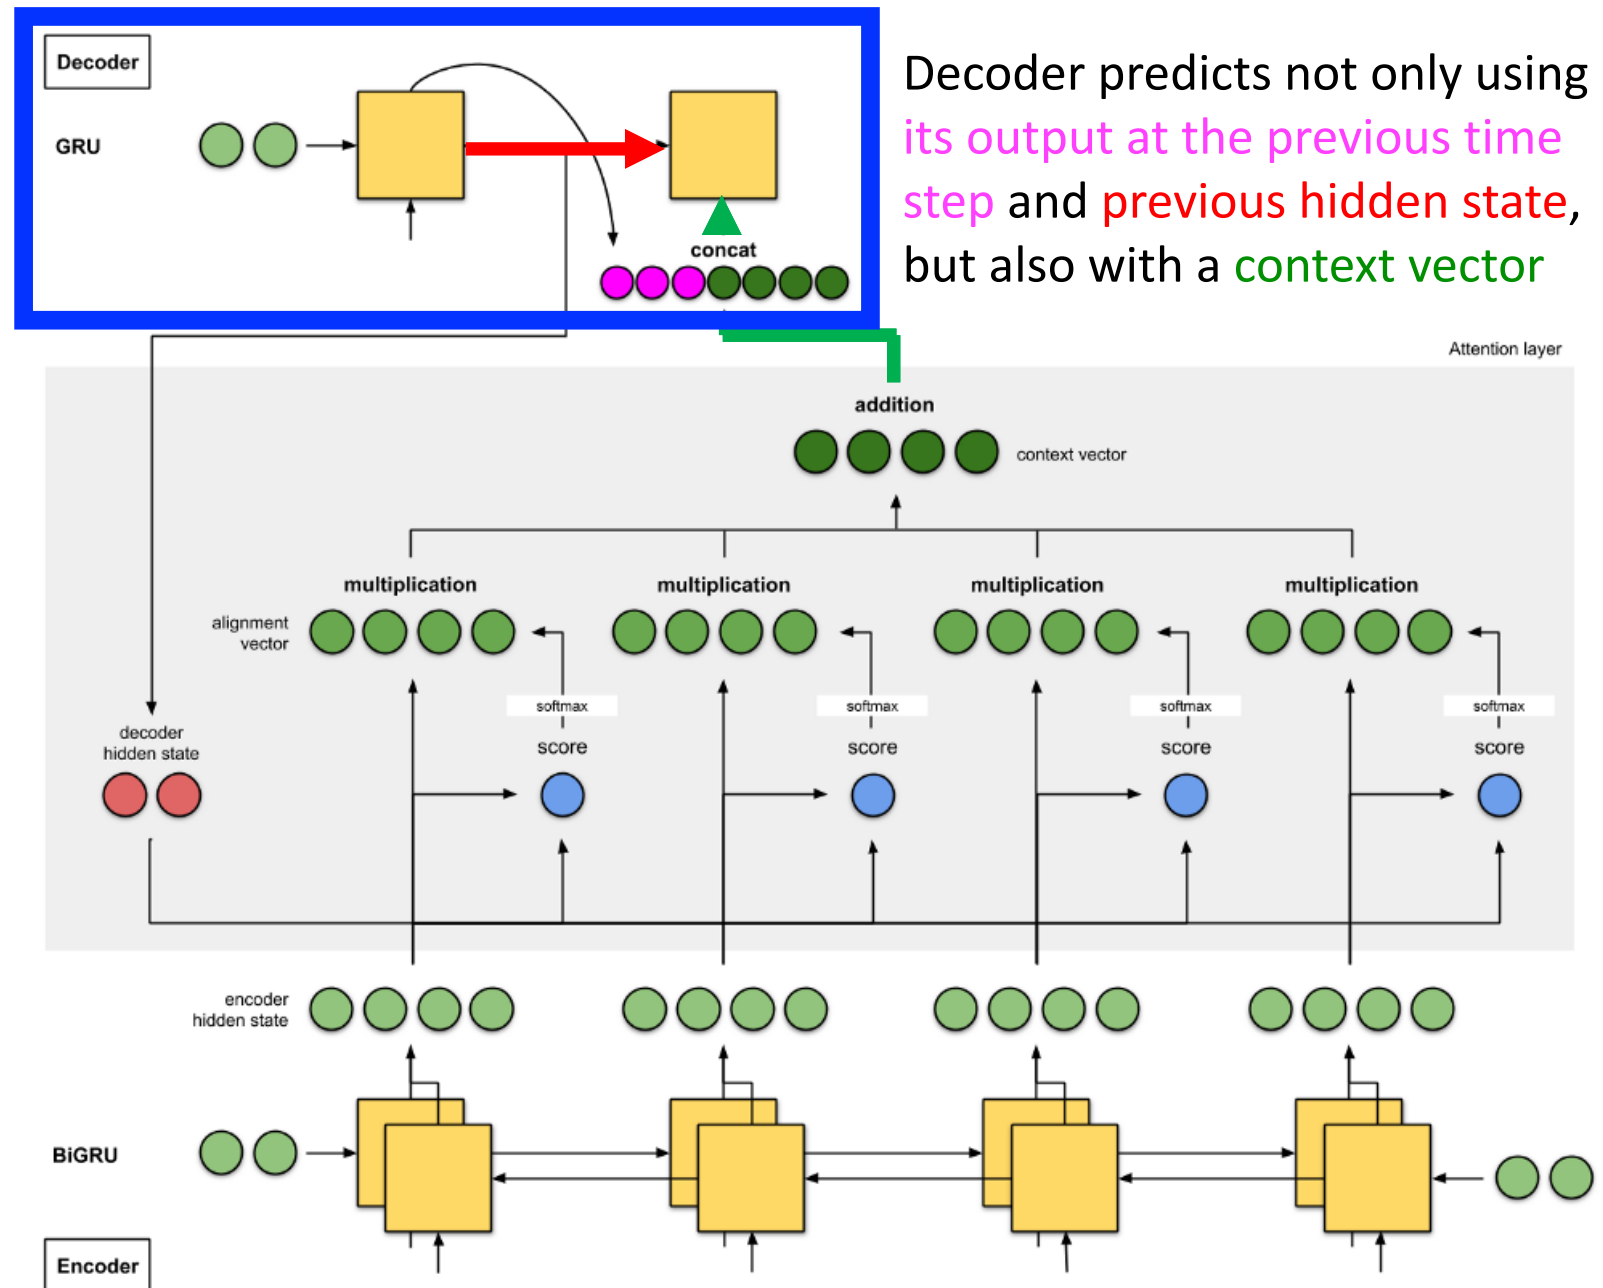 Decoder
GRU
concat
Decoder predicts not only using
its output at the previous time
step and previous hidden state,
but also with a context vector
Attention layer
addition
context vector
multiplication multiplication multiplication multiplication
alignment
vector
softmax softmax softmax softmax
decoder
hidden state
score score score score
encoder
hidden state
BiGRU
Encoder